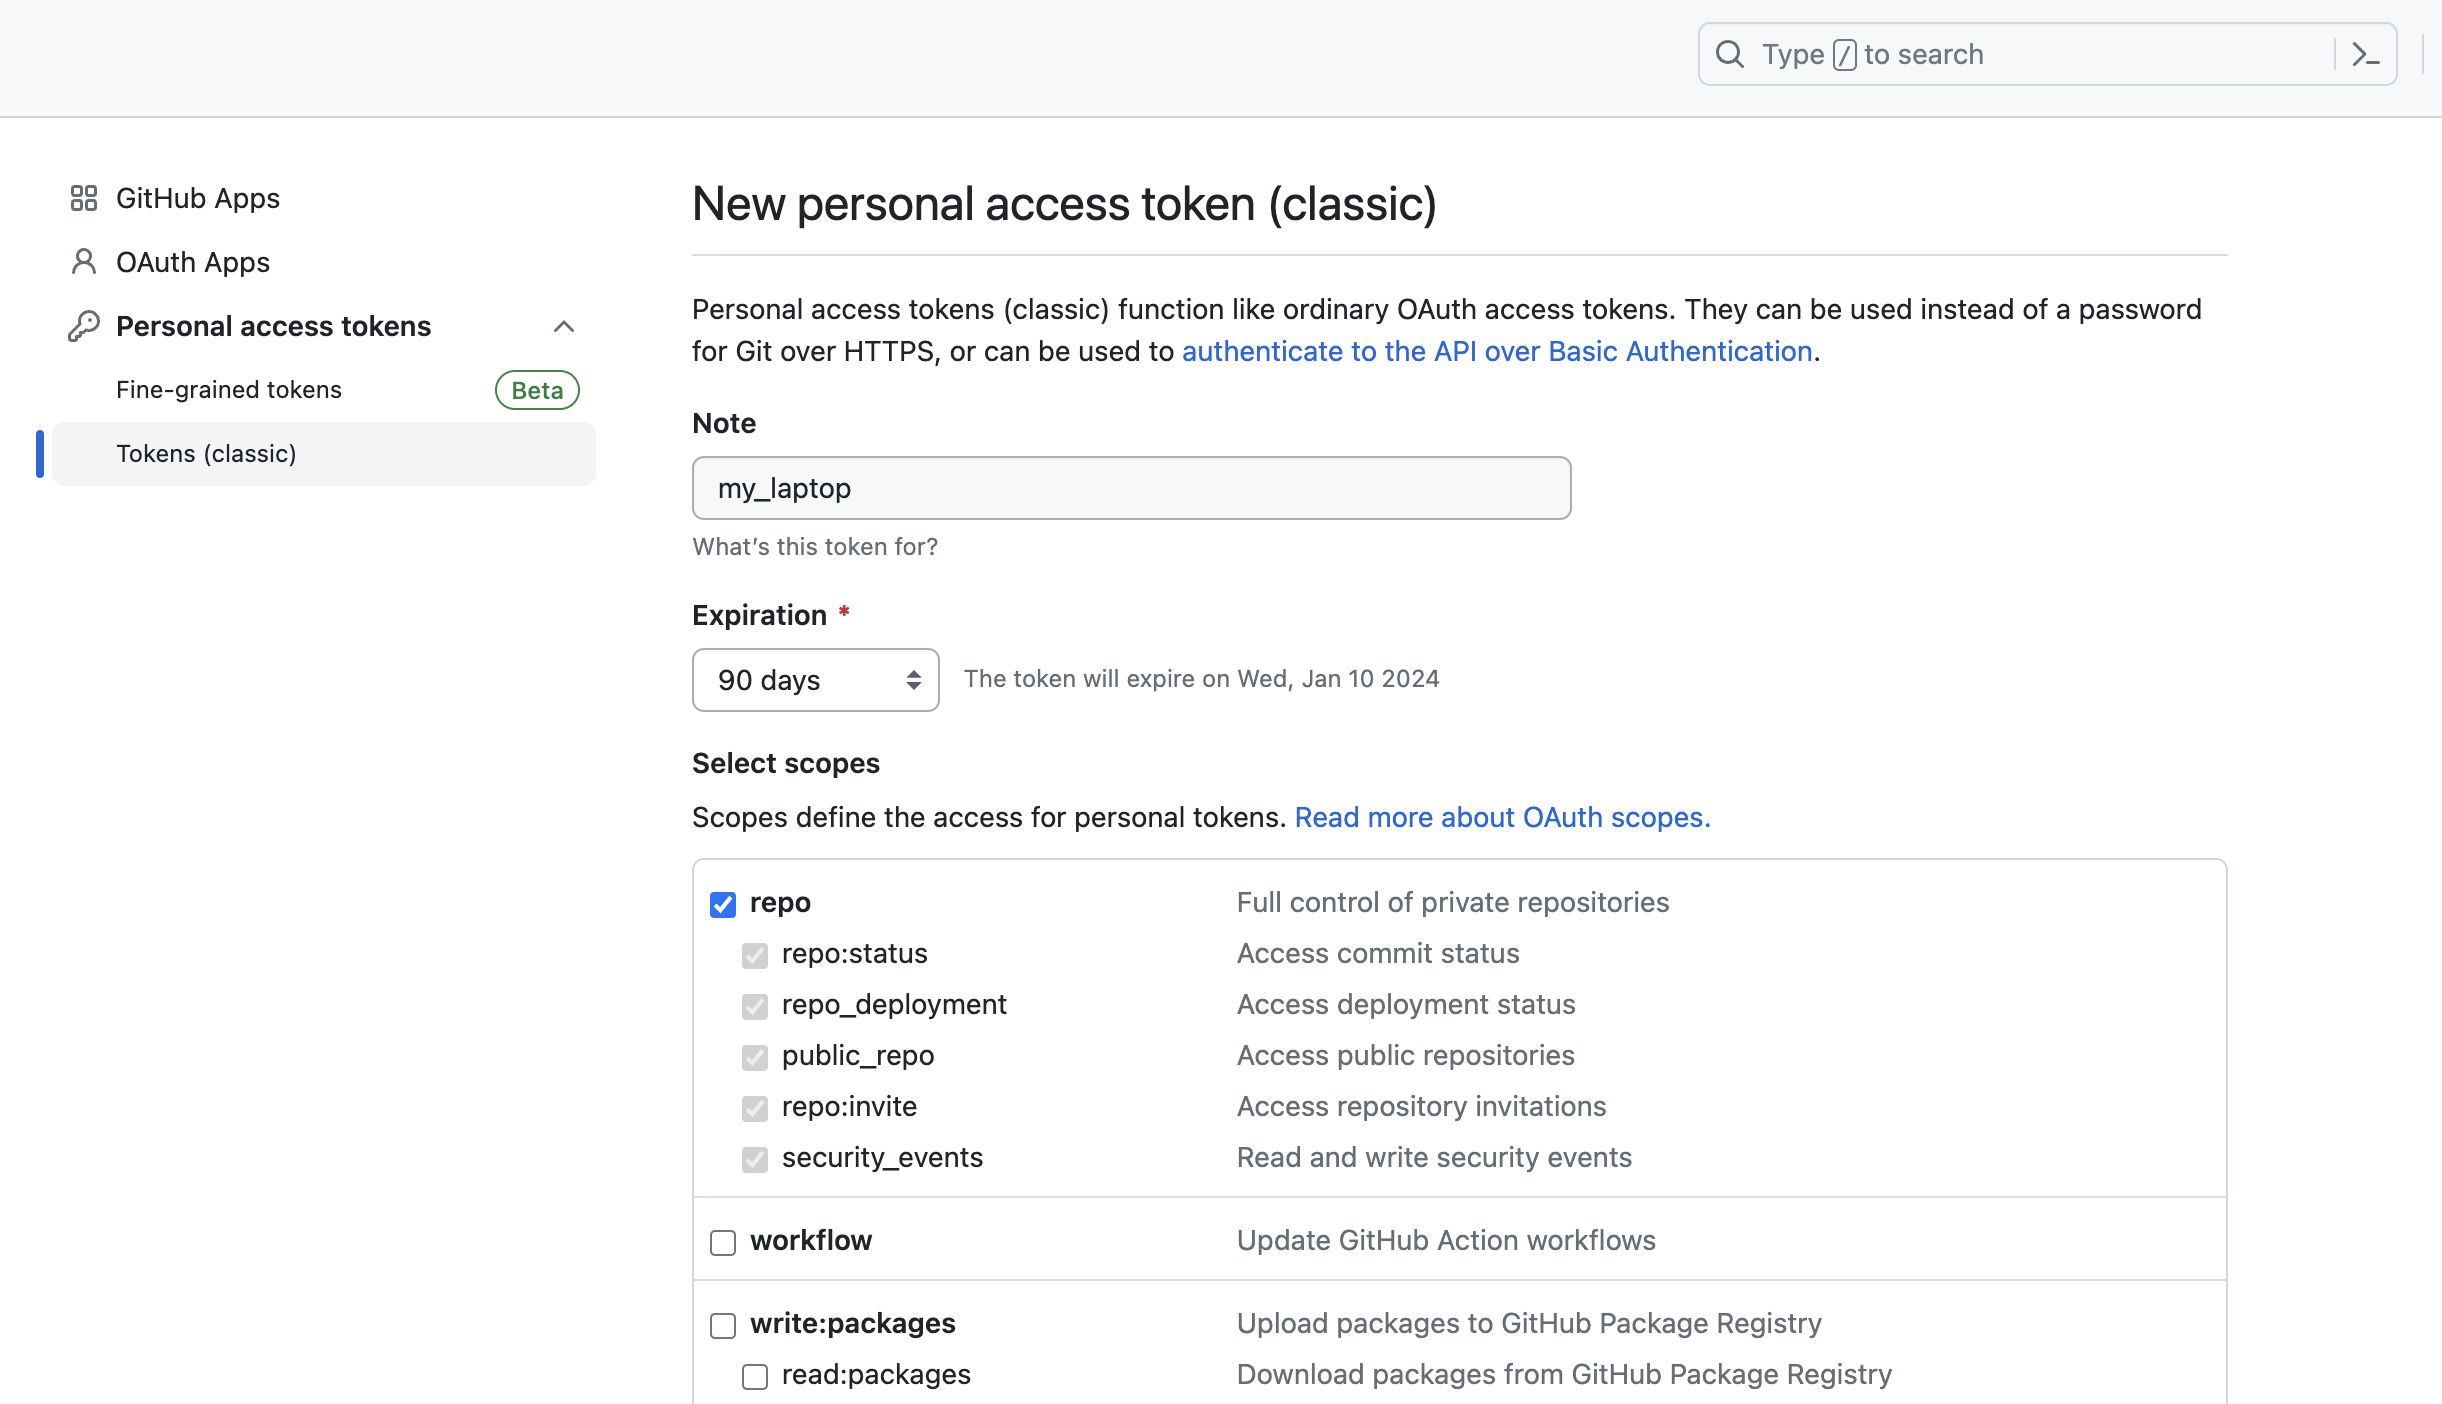 Type / to search
GitHub Apps
OAuth Apps
Personal access tokens
Fine-grained tokens Beta
Tokens (classic)
New personal access token (classic)
Personal access tokens (classic) function like ordinary OAuth access tokens. They can be used instead of a password
for Git over HTTPS, or can be used to authenticate to the API over Basic Authentication.
Note
my_laptop
What's this token for?
Expiration *
90 days The token will expire on Wed, Jan 10 2024
Select scopes
Scopes define the access for personal tokens. Read more about OAuth scopes.
repo Full control of private repositories
repo:status Access commit status
repo_deployment Access deployment status
public_repo Access public repositories
repo:invite Access repository invitations
security_events Read and write security events
workflow Update GitHub Action workflows
write:packages Upload packages to GitHub Package Registry
read:packages Download packages from GitHub Package Registry